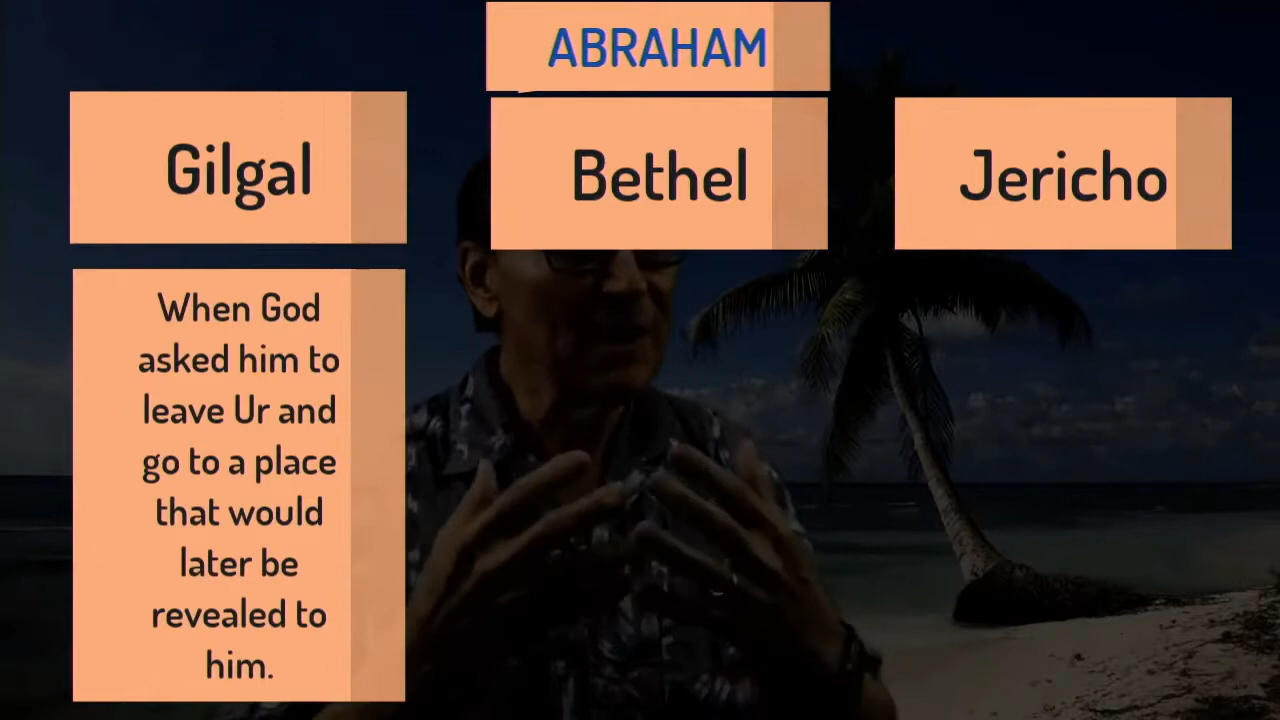 ABRAHAM
Gilgal
Bethel
Jericho
When God
asked him to
leave Ur and
go to a place
that would
later be
revealed to
him.